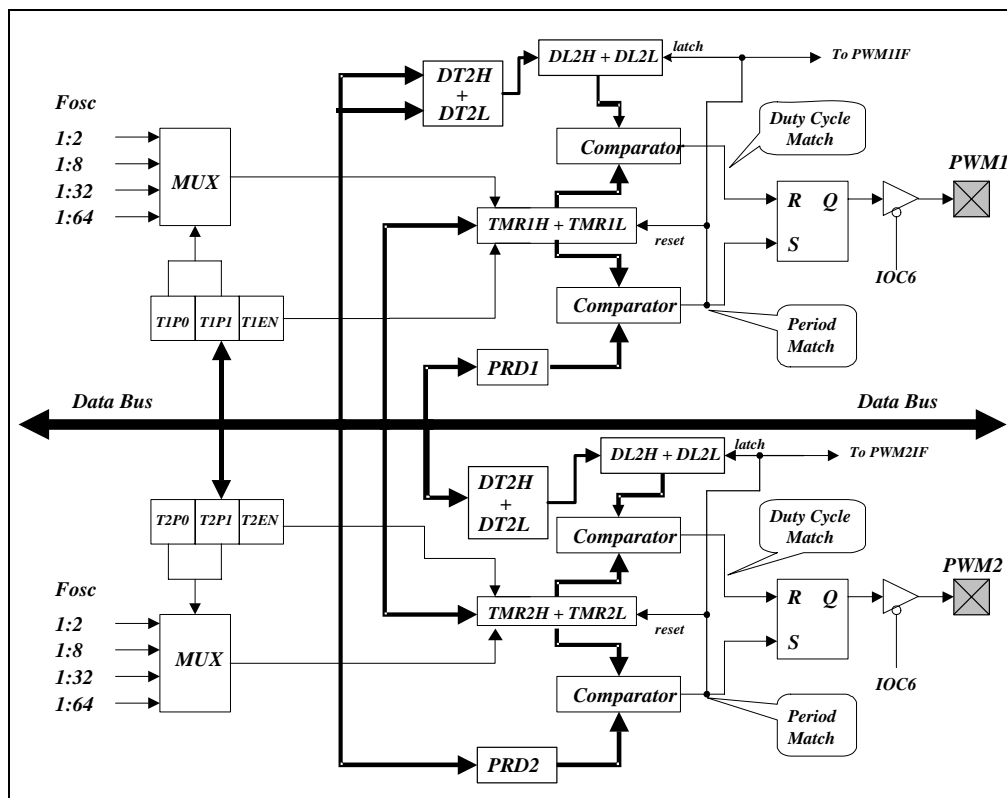 DL2H + DL2L
latch
To PWM1IF
DT2H
+
DT2L
Fosc
1:2
1:8
1:32
1:64
MUX
Comparator
Duty Cycle
Match
PWM1
R Q
S
TMR1H + TMR1L
reset
IOC6
T1P0 T1P1 T1EN
Comparator
Period
Match
PRD1
Data Bus
Data Bus
DL2H + DL2L
latch
To PWM2IF
DT2H
+
DT2L
T2P0 T2P1 T2EN
Comparator
Duty Cycle
Match
PWM2
Fosc
1:2
1:8
1:32
1:64
MUX
R Q
S
TMR2H + TMR2L
reset
IOC6
Comparator
Period
Match
PRD2